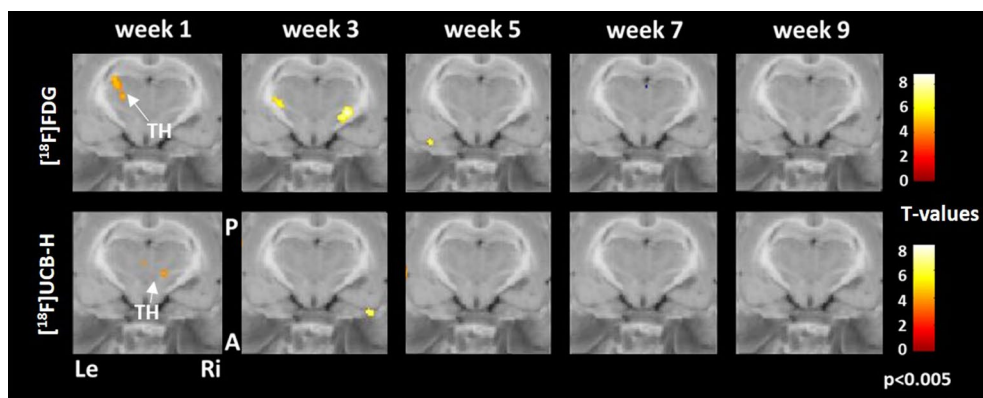 week 1
week 3
week 5
week 7
week 9
[¹⁸F]FDG
TH
8
6
4
2
0
T-values
[¹⁸F]UCB-H
TH
P
A
8
6
4
2
0
Le
Ri
p<0.005